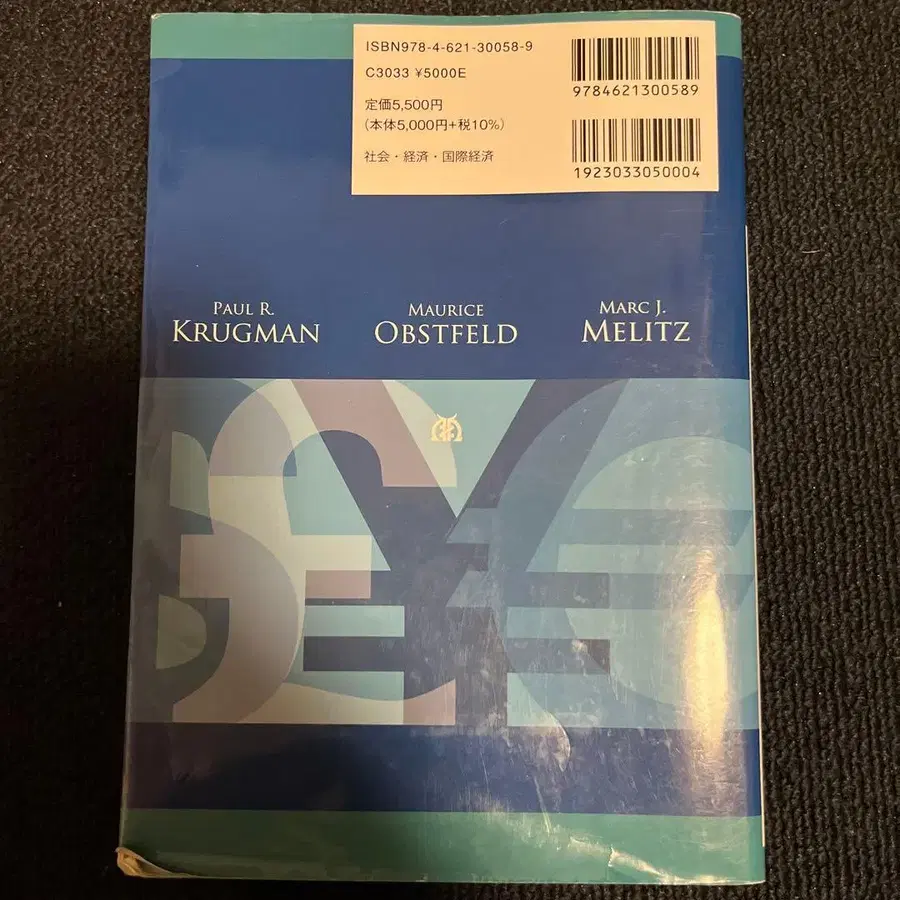 ISBN978-4-621-30058-9
C3033 ¥5000E
定価5,500円
(本体5,000円+税10%)
社会・経済・国際経済
9784621300589
1923033050004
PAUL R.
KRUGMAN
MAURICE
OBSTFELD
MARC J.
MELITZ